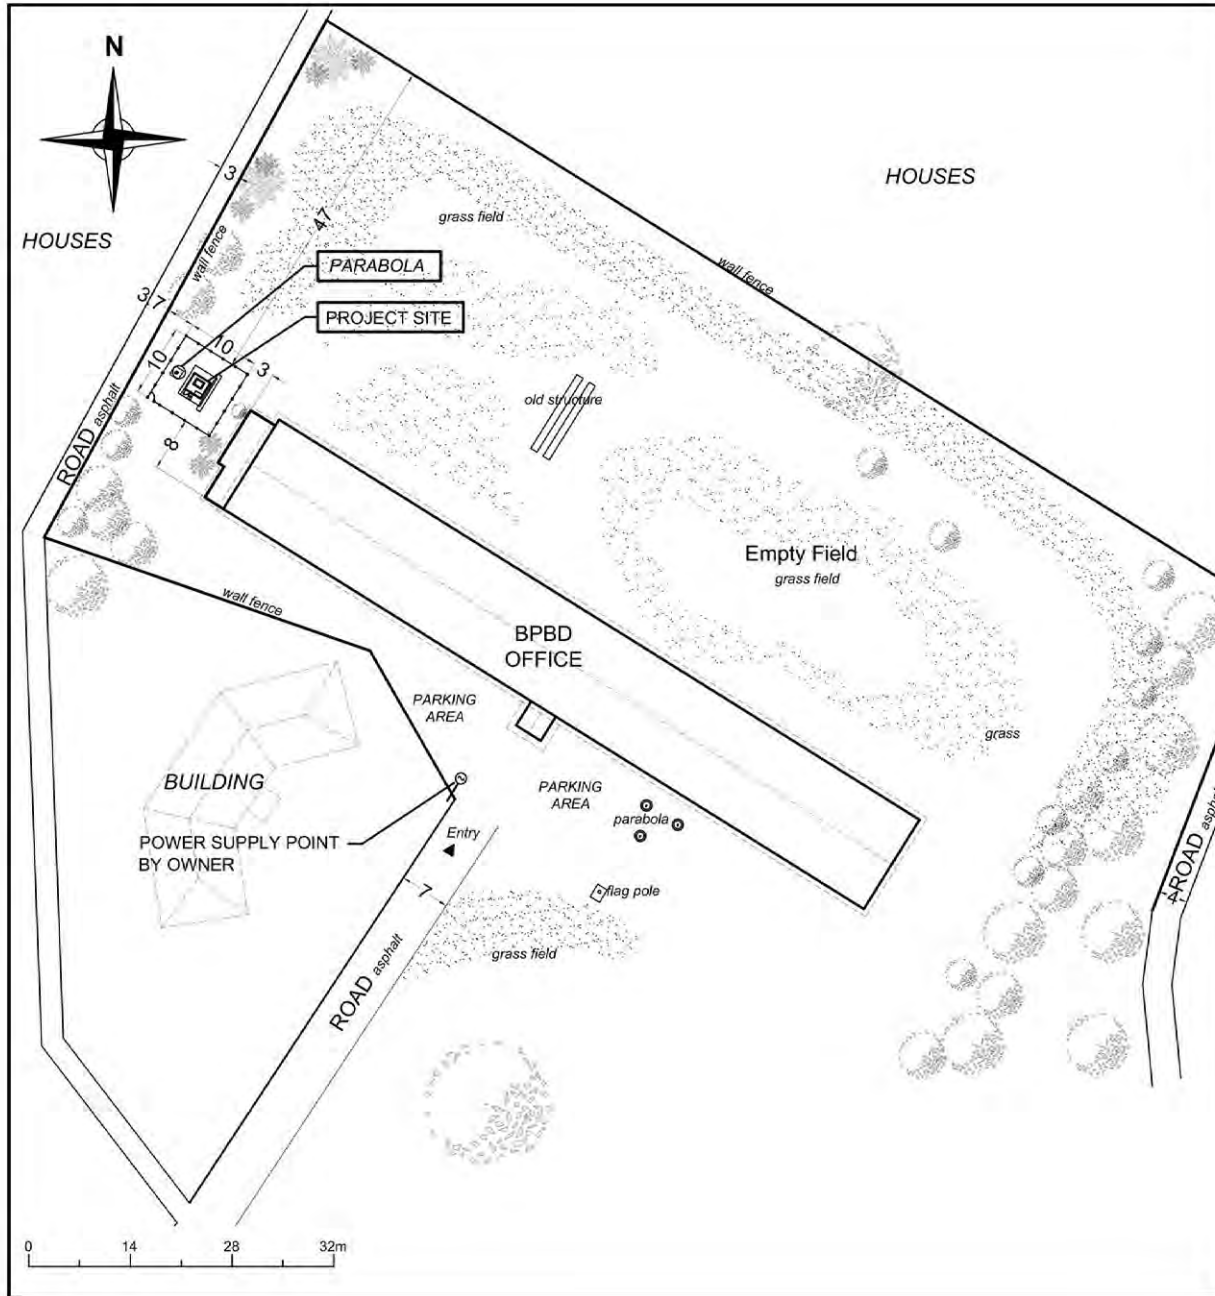 N
HOUSES
HOUSES
3
47
grass field
wall fence
wall fence
PARABOLA
PROJECT SITE
3,7
10
10
3
8
ROAD asphalt
old structure
Empty Field
grass field
wall fence
BPBD
OFFICE
PARKING
AREA
grass
BUILDING
PARKING
AREA
parabola
POWER SUPPLY POINT
BY OWNER
Entry
flag pole
7
ROAD asphalt
grass field
4
ROAD asphalt
0 14 28 32m